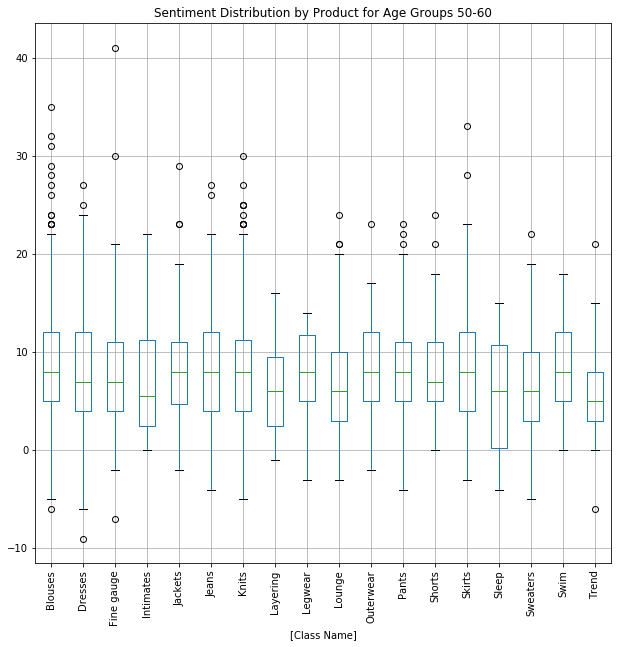 Sentiment Distribution by Product for Age Groups 50-60
40
30
20
10
0
−10
Blouses
Dresses
Fine gauge
Intimates
Jackets
Jeans
Knits
Layering
Legwear
Lounge
Outerwear
Pants
Shorts
Skirts
Sleep
Sweaters
Swim
Trend
[Class Name]